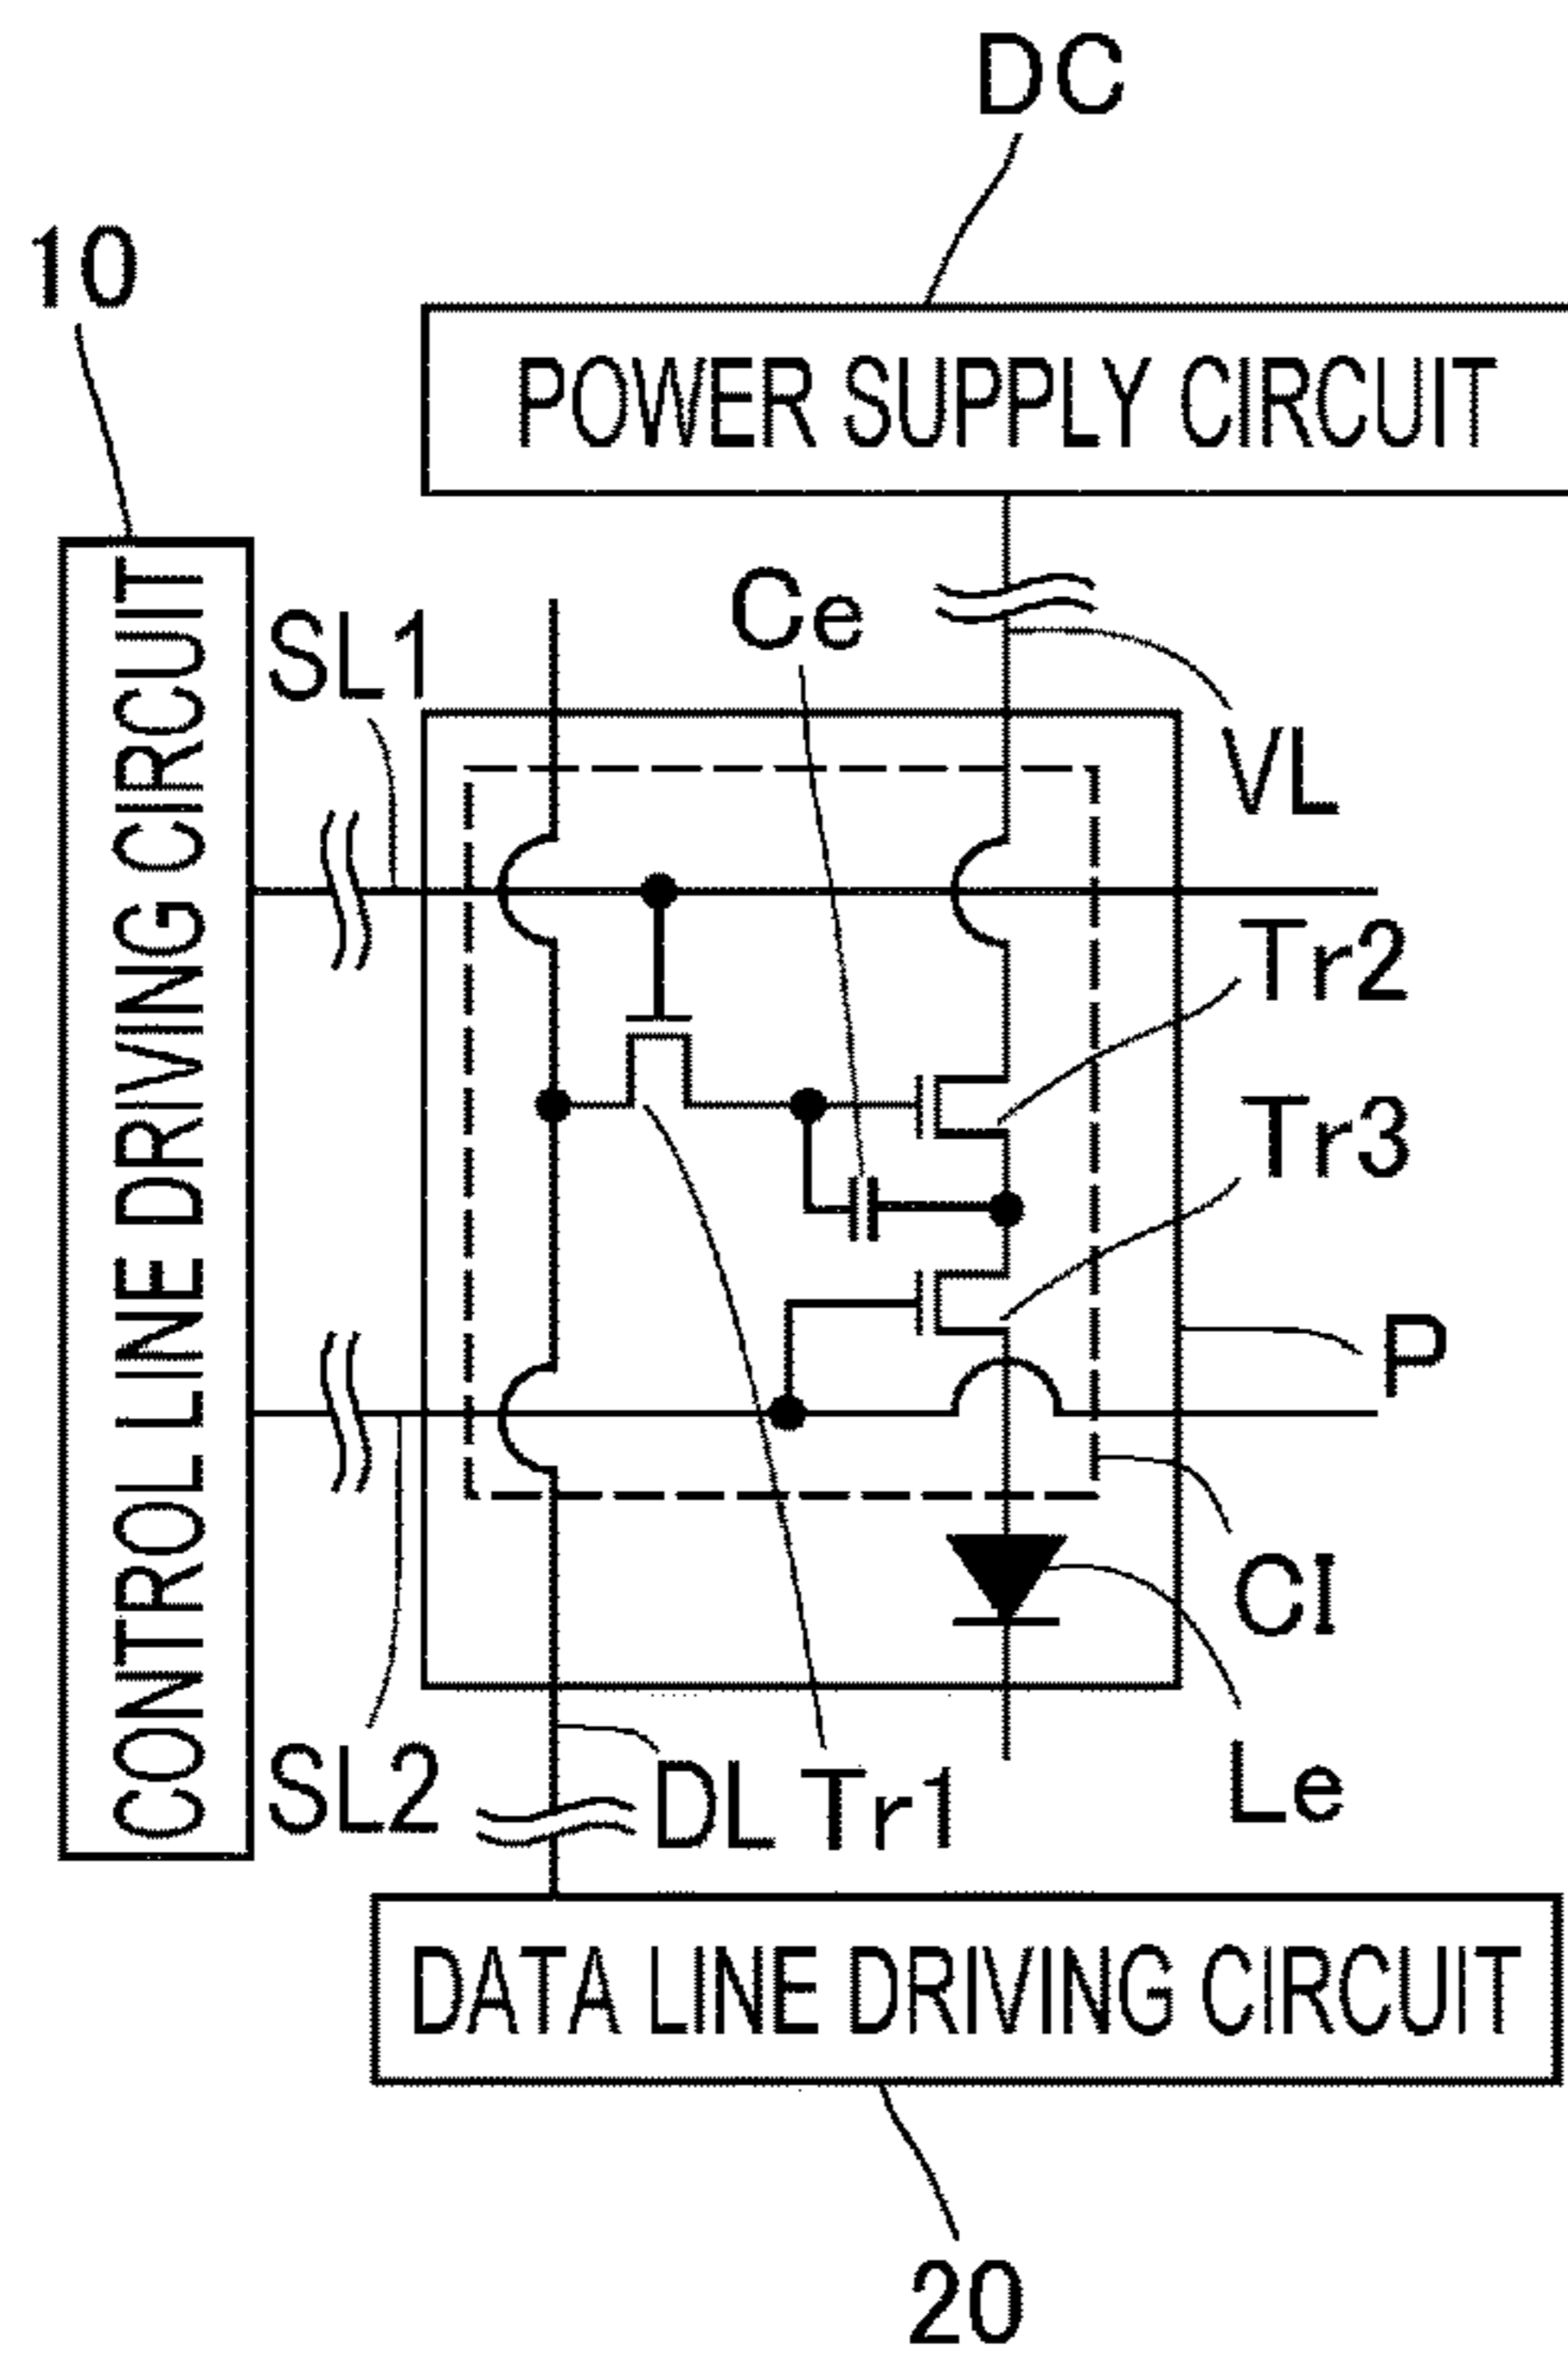 DC
10
POWER SUPPLY CIRCUIT
CONTROL LINE DRIVING CIRCUIT
SL1
Ce
VL
Tr2
Tr3
P
CI
SL2
DL
Tr1
Le
DATA LINE DRIVING CIRCUIT
20